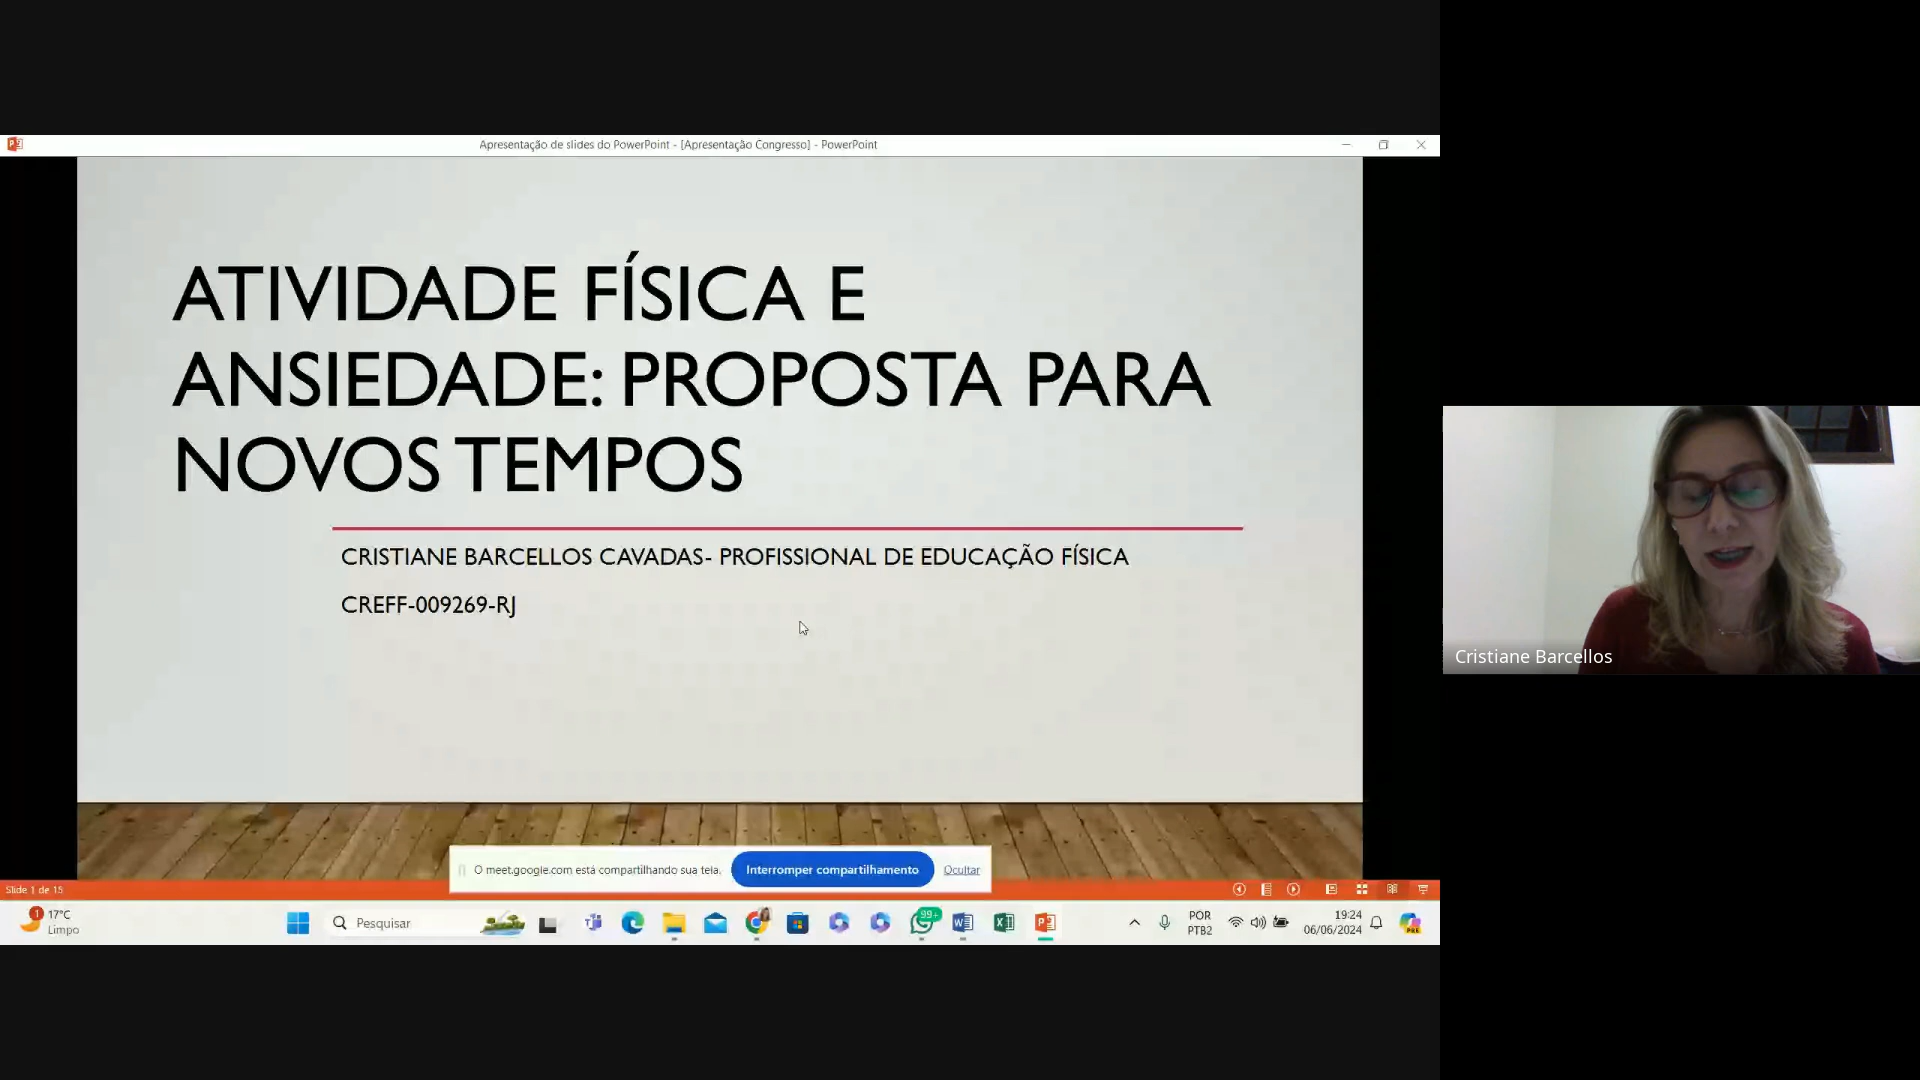 Apresentação de slides do PowerPoint - [Apresentação Congresso] - PowerPoint
ATIVIDADE FÍSICA E
ANSIEDADE: PROPOSTA PARA
NOVOS TEMPOS
CRISTIANE BARCELLOS CAVADAS- PROFISSIONAL DE EDUCAÇÃO FÍSICA
CREFF-009269-RJ
Cristiane Barcellos
O meet.google.com está compartilhando sua tela.
Interromper compartilhamento
Ocultar
Slide 1 de 15
1
17°C
Limpo
Pesquisar
99+
POR
PTB2
19:24
06/06/2024
PRE